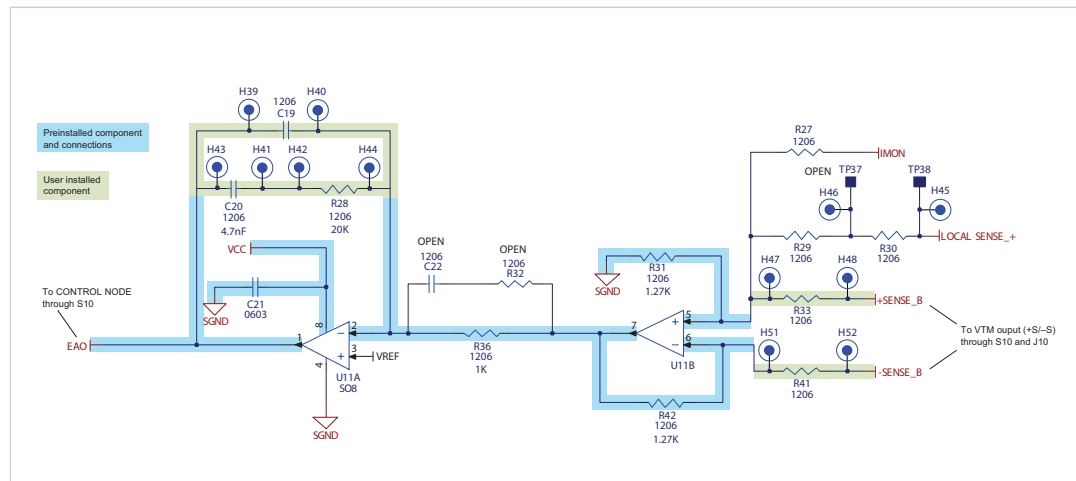 Preinstalled component
and connections
User installed
component
H39
1206
C19
H40
H43
H41
H42
H44
C20
1206
4.7nF
R28
1206
20K
VCC
C21
0603
SGND
To CONTROL NODE
through S10
EAO
1
8
4
2
3
VREF
U11A
SO8
SGND
OPEN
1206
C22
OPEN
1206
R32
R36
1206
1K
SGND
R31
1206
1.27K
7
5
6
U11B
R42
1206
1.27K
R27
1206
IMON
OPEN
TP37
TP38
H46
H45
R29
1206
R30
1206
LOCAL SENSE_+
H47
H48
R33
1206
+SENSE_B
H51
H52
R41
1206
-SENSE_B
To VTM ouput (+S/–S)
through S10 and J10